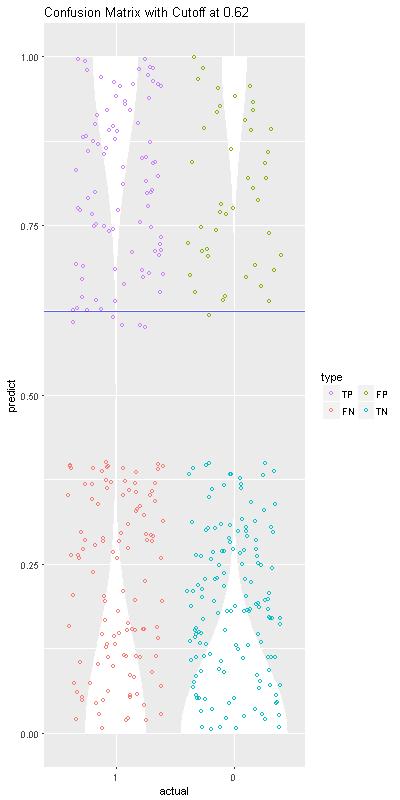 Confusion Matrix with Cutoff at 0.62
1.00
0.75
0.50
0.25
0.00
predict
1
0
actual
type
TP
FP
FN
TN